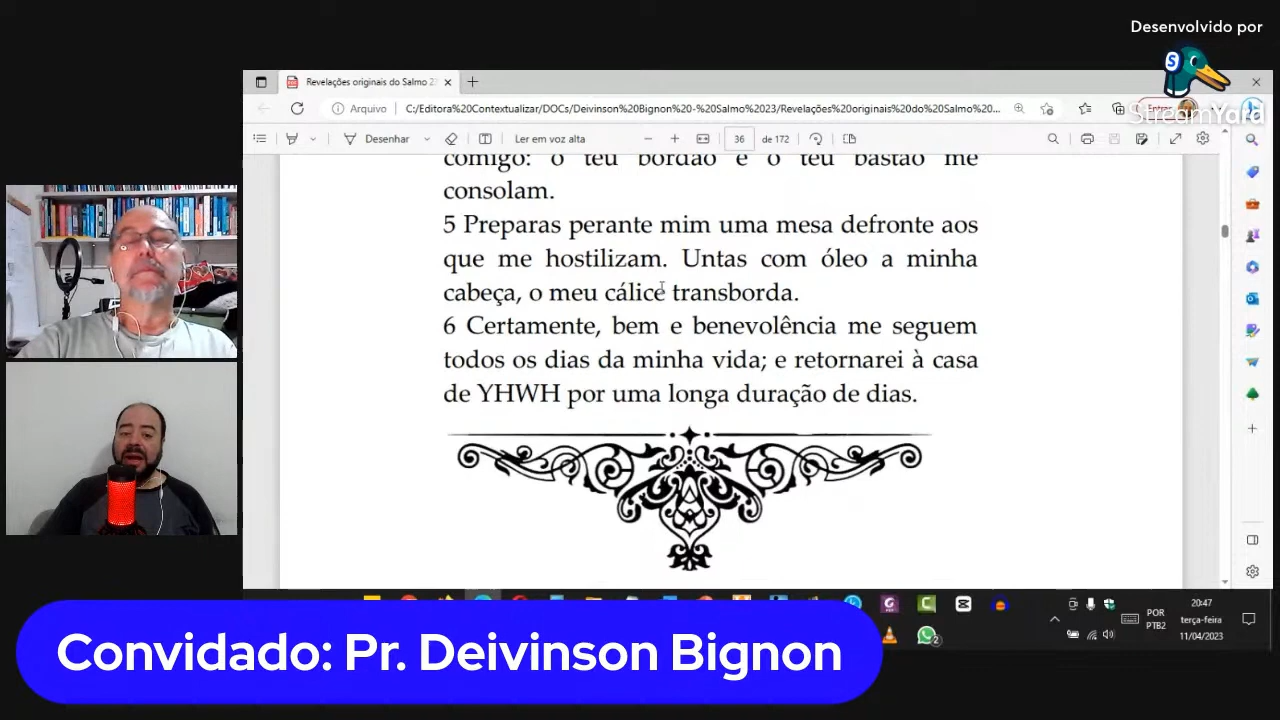 Desenvolvido por
StreamYard
Revelações originais do Salmo 2
Arquivo
C:/Editora%20Contextualizar/DOCs/Deivinson%20Bignon%20-%20Salmo%2023/Revelações%20originais%20do%20Salmo%20...
Entrar
Desenhar
Ler em voz alta
36
de 172
comigo: o teu bordão e o teu bastão me
consolam.
5 Preparas perante mim uma mesa defronte aos
que me hostilizam. Untas com óleo a minha
cabeça, o meu cálice transborda.
6 Certamente, bem e benevolência me seguem
todos os dias da minha vida; e retornarei à casa
de YHWH por uma longa duração de dias.
POR
PTB2
20:47
terça-feira
11/04/2023
2
Convidado: Pr. Deivinson Bignon